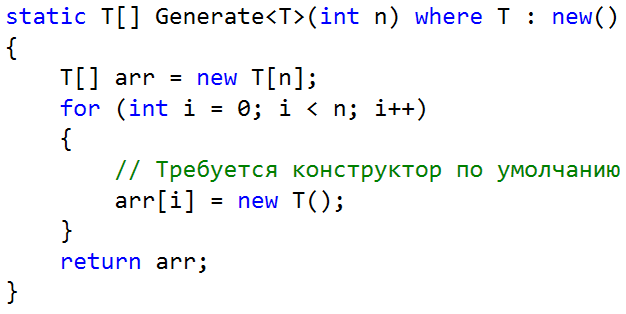 static T[] Generate<T>(int n) where T : new()
{
    T[] arr = new T[n];
    for (int i = 0; i < n; i++)
    {
        // Требуется конструктор по умолчанию
        arr[i] = new T();
    }
    return arr;
}